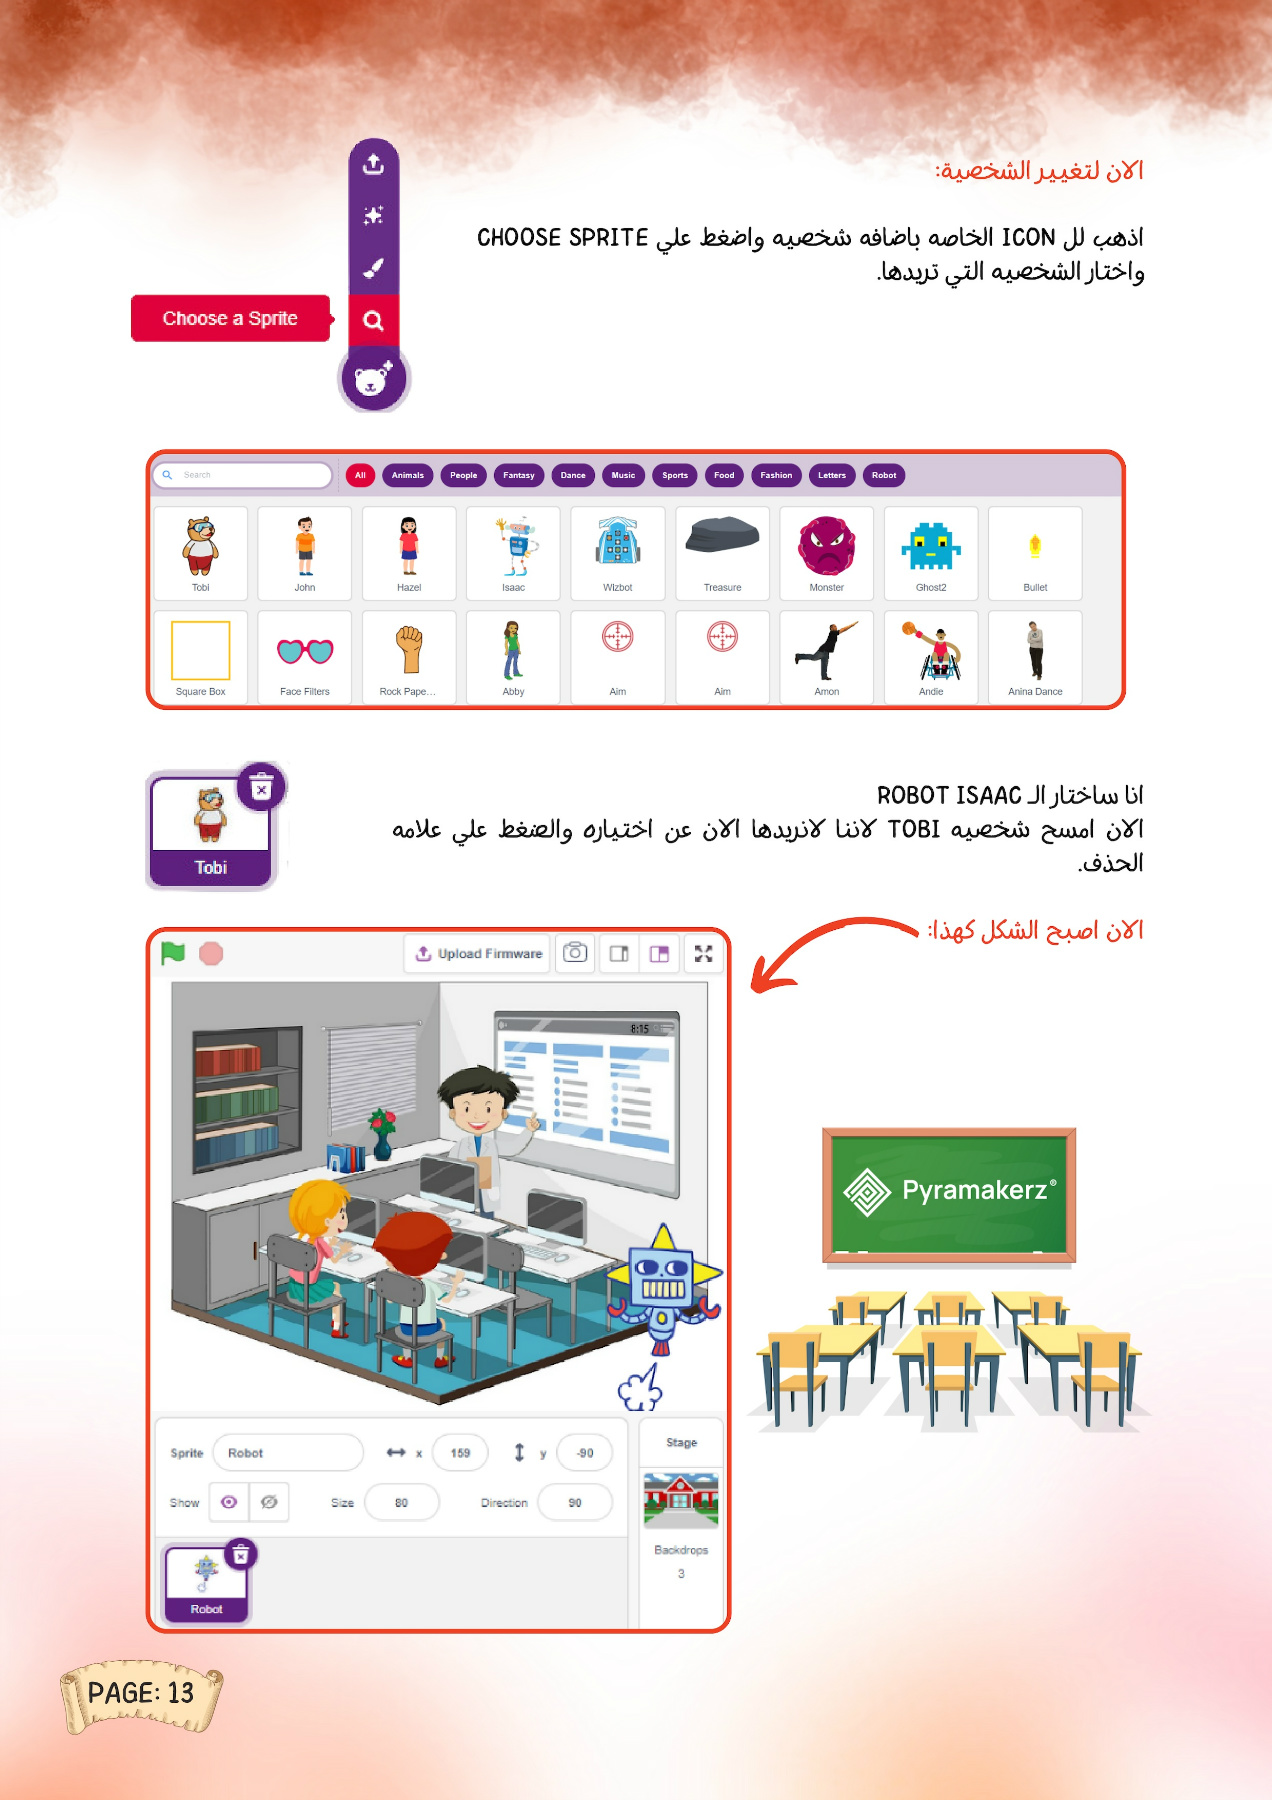 الان لتغيير الشخصية:
اذهب لل ICON الخاصه باضافه شخصيه واضغط علي CHOOSE SPRITE
واختار الشخصيه التي تريدها.
Choose a Sprite
Search
All Animals People Fantasy Dance Music Sports Food Fashion Letters Robot
Tobi John Hazel Isaac Wizbot Treasure Monster Ghost2 Bullet
Square Box Face Filters Rock Pape... Abby Aim Aim Amon Andie Anina Dance
انا ساختار الـ ROBOT ISAAC
الان امسح شخصيه TOBI لاننا لانريدها الان عن اختياره والضغط علي علامه
الحذف.
Tobi
الان اصبح الشكل كهذا:
Upload Firmware
8:15
Pyramakerz®
Sprite Robot x 159 y -90
Show Size 80 Direction 90
Stage
Backdrops
3
Robot
PAGE: 13